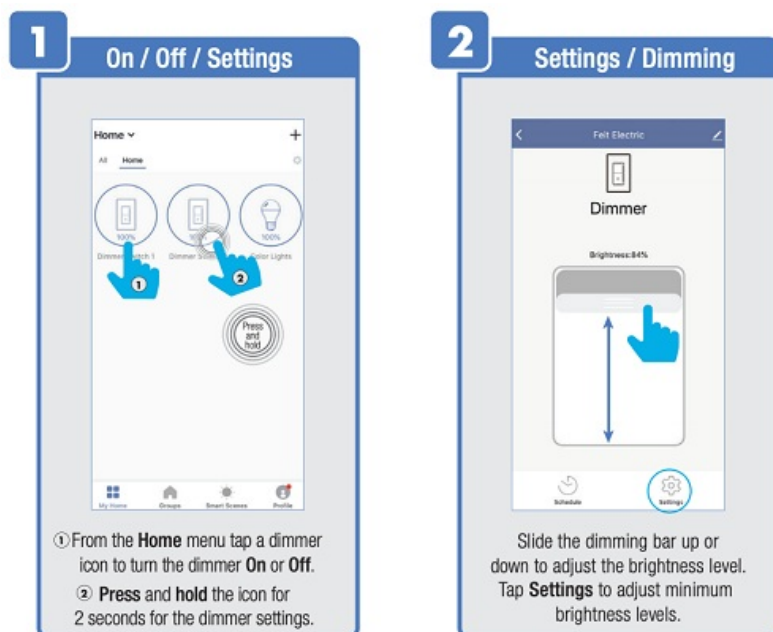 1
On / Off / Settings
Home
+
All Home
100% 100% 100%
Color Lights
1
2
Press
and
hold
My Home Groups Smart Scenes Profile
① From the Home menu tap a dimmer
icon to turn the dimmer On or Off.
② Press and hold the icon for
2 seconds for the dimmer settings.
2
Settings / Dimming
Feit Electric
Dimmer
Brightness:84%
Schedule Settings
Slide the dimming bar up or
down to adjust the brightness level.
Tap Settings to adjust minimum
brightness levels.